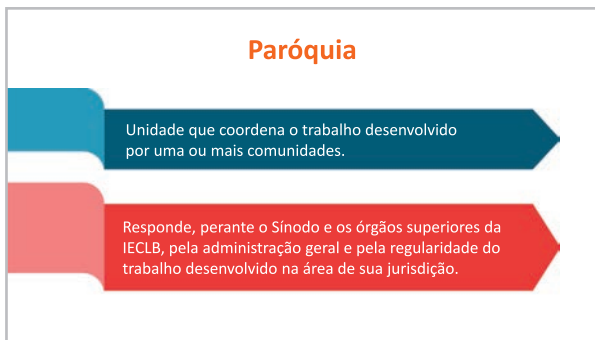 Paróquia
Unidade que coordena o trabalho desenvolvido
por uma ou mais comunidades.
Responde, perante o Sínodo e os órgãos superiores da
IECLB, pela administração geral e pela regularidade do
trabalho desenvolvido na área de sua jurisdição.